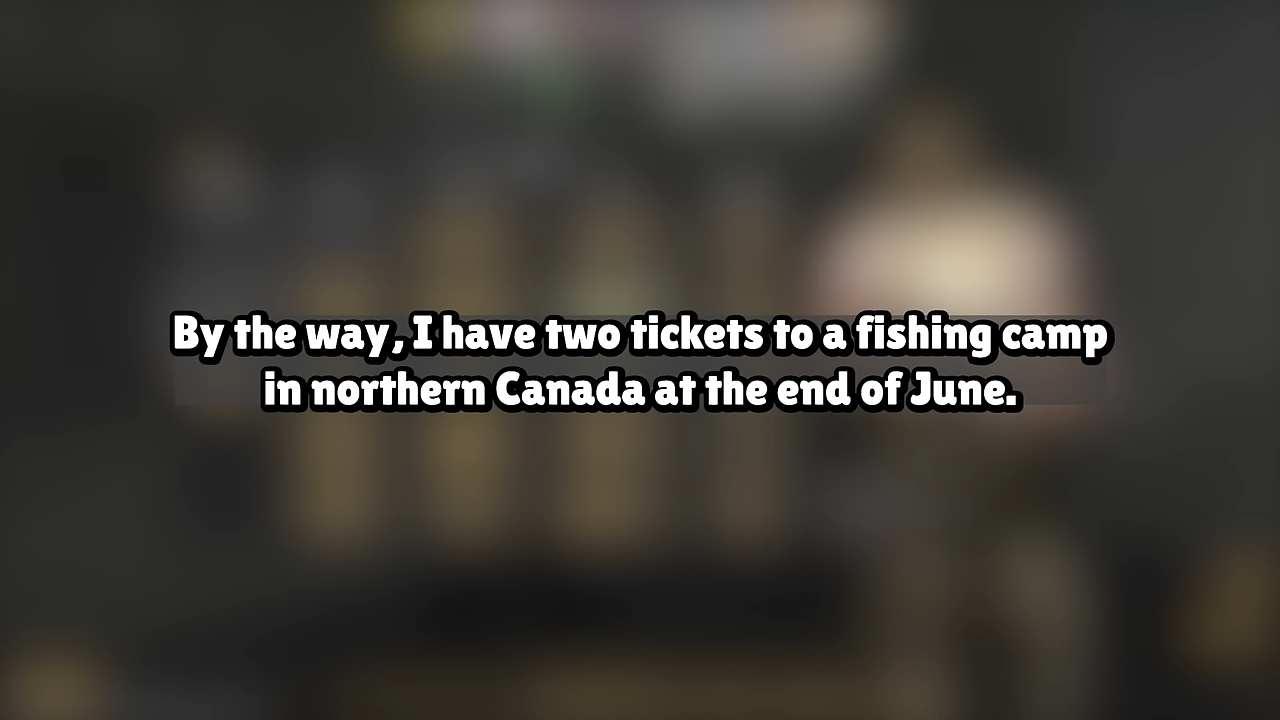 By the way, I have two tickets to a fishing camp
in northern Canada at the end of June.